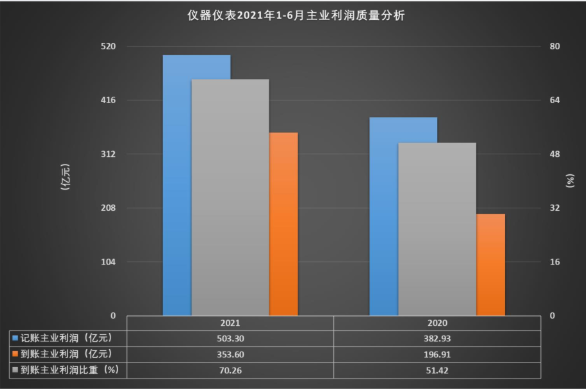 仪器仪表2021年1-6月主业利润质量分析
520 80
416 64
312 48
208 32
104 16
0 0
(亿元)
(%)
2021 2020
记账主业利润（亿元） 503.30 382.93
到账主业利润（亿元） 353.60 196.91
到账主业利润比重（%） 70.26 51.42